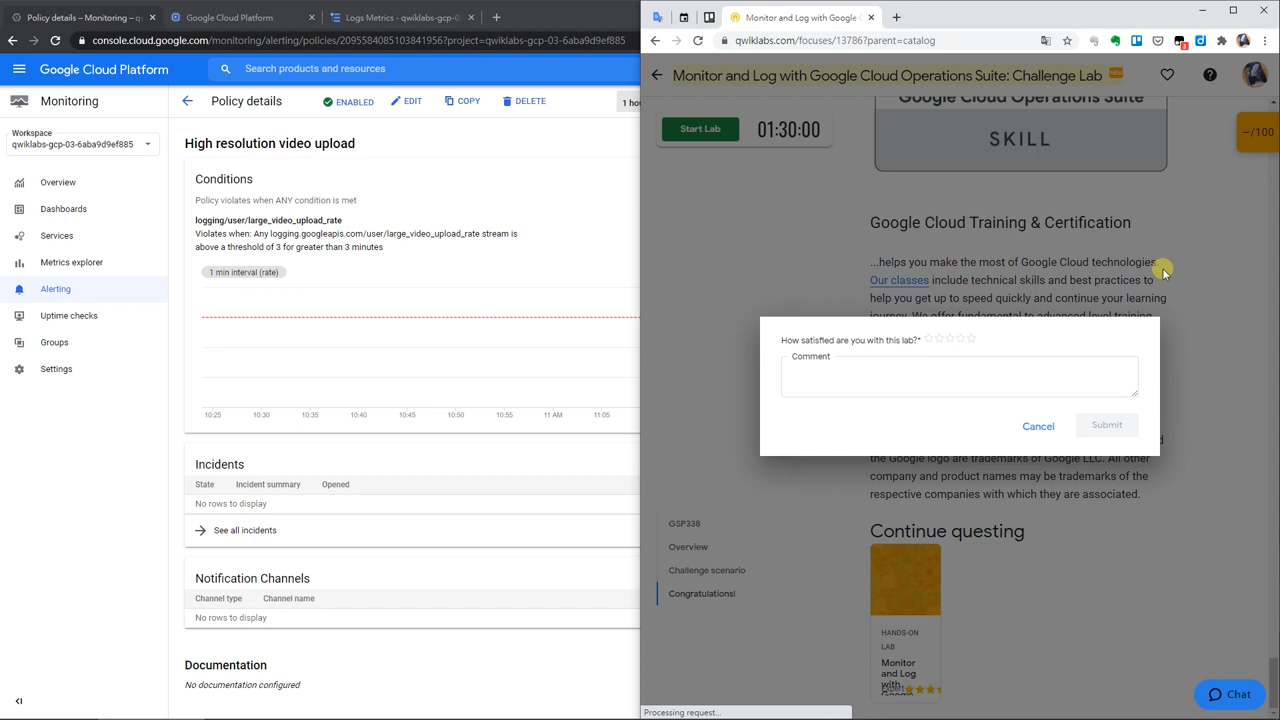 Policy details – Monitoring – q
Google Cloud Platform
Logs Metrics - qwiklabs-gcp-0
console.cloud.google.com/monitoring/alerting/policies/2095584085103841956?project=qwiklabs-gcp-03-6aba9d9ef885
Google Cloud Platform
Search products and resources
Monitoring
Workspace
qwiklabs-gcp-03-6aba9d9ef885
Overview
Dashboards
Services
Metrics explorer
Alerting
Uptime checks
Groups
Settings
Policy details
ENABLED
EDIT
COPY
DELETE
1 hou
High resolution video upload
Conditions
Policy violates when ANY condition is met
logging/user/large_video_upload_rate
Violates when: Any logging.googleapis.com/user/large_video_upload_rate stream is
above a threshold of 3 for greater than 3 minutes
1 min interval (rate)
10:25 10:30 10:35 10:40 10:45 10:50 10:55 11 AM 11:05
Incidents
State Incident summary Opened
No rows to display
See all incidents
Notification Channels
Channel type Channel name
No rows to display
Documentation
No documentation configured
Monitor and Log with Google C
qwiklabs.com/focuses/13786?parent=catalog
3
Monitor and Log with Google Cloud Operations Suite: Challenge Lab
Start Lab
01:30:00
–/100
Google Cloud Operations Suite
SKILL
Google Cloud Training & Certification
...helps you make the most of Google Cloud technologies.
Our classes include technical skills and best practices to
help you get up to speed quickly and continue your learning
journey. We offer fundamental to advanced level training,
How satisfied are you with this lab?*
Comment
Cancel
Submit
the Google logo are trademarks of Google LLC. All other
company and product names may be trademarks of the
respective companies with which they are associated.
GSP338
Overview
Challenge scenario
Congratulations!
Continue questing
HANDS-ON
LAB
Monitor
and Log
with
Chat
Processing request...